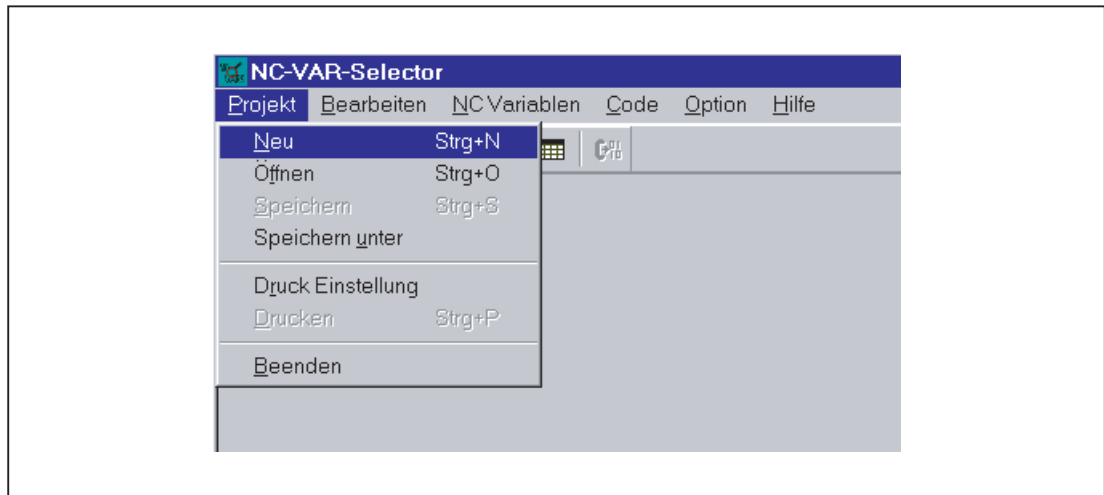 NC-VAR-Selector
Projekt Bearbeiten NC Variablen Code Option Hilfe
Neu Strg+N
Öffnen Strg+O
Speichern Strg+S
Speichern unter
Druck Einstellung
Drucken Strg+P
Beenden